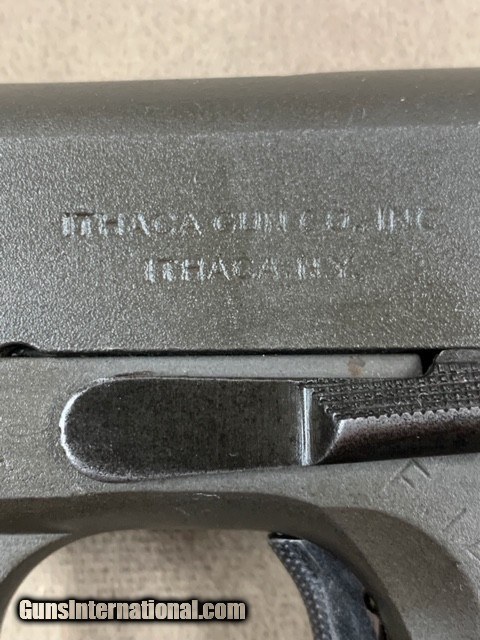 ITHACA GUN CO., INC
ITHACA, N.Y.
GunsInternational.com